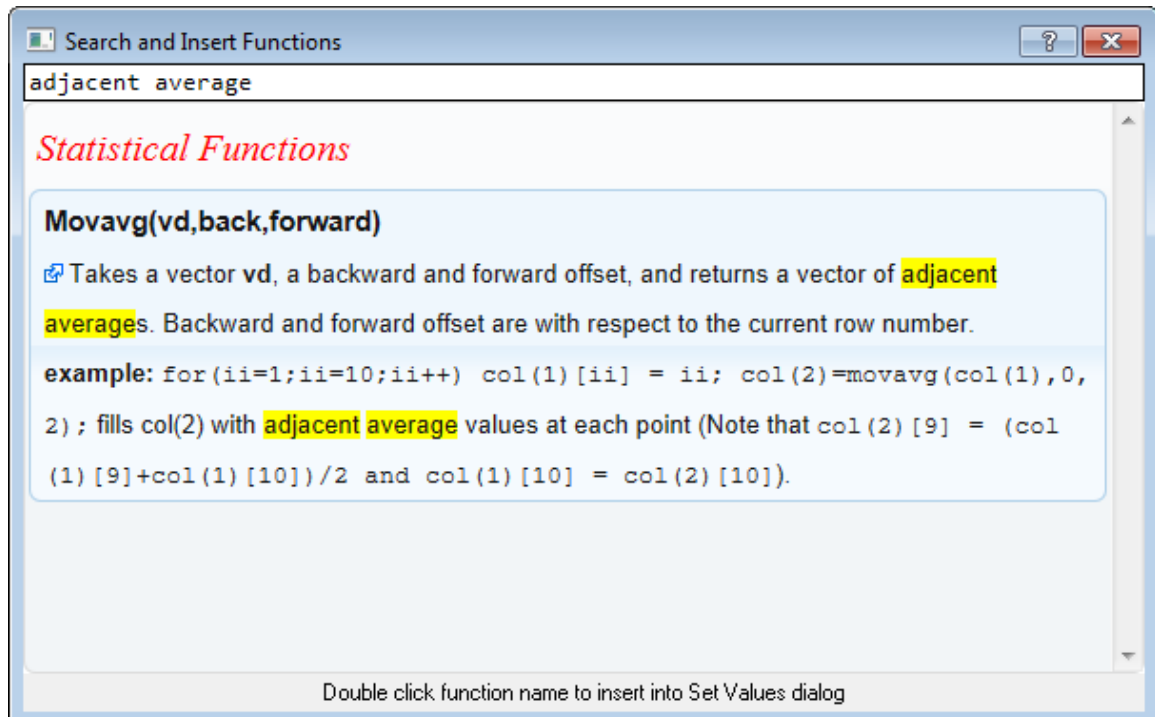 Search and Insert Functions
adjacent average
Statistical Functions
Movavg(vd,back,forward)
Takes a vector vd, a backward and forward offset, and returns a vector of adjacent
averages. Backward and forward offset are with respect to the current row number.
example: for(ii=1;ii=10;ii++) col(1)[ii] = ii; col(2)=movavg(col(1),0,
2); fills col(2) with adjacent average values at each point (Note that col(2)[9] = (col
(1)[9]+col(1)[10])/2 and col(1)[10] = col(2)[10]).
Double click function name to insert into Set Values dialog